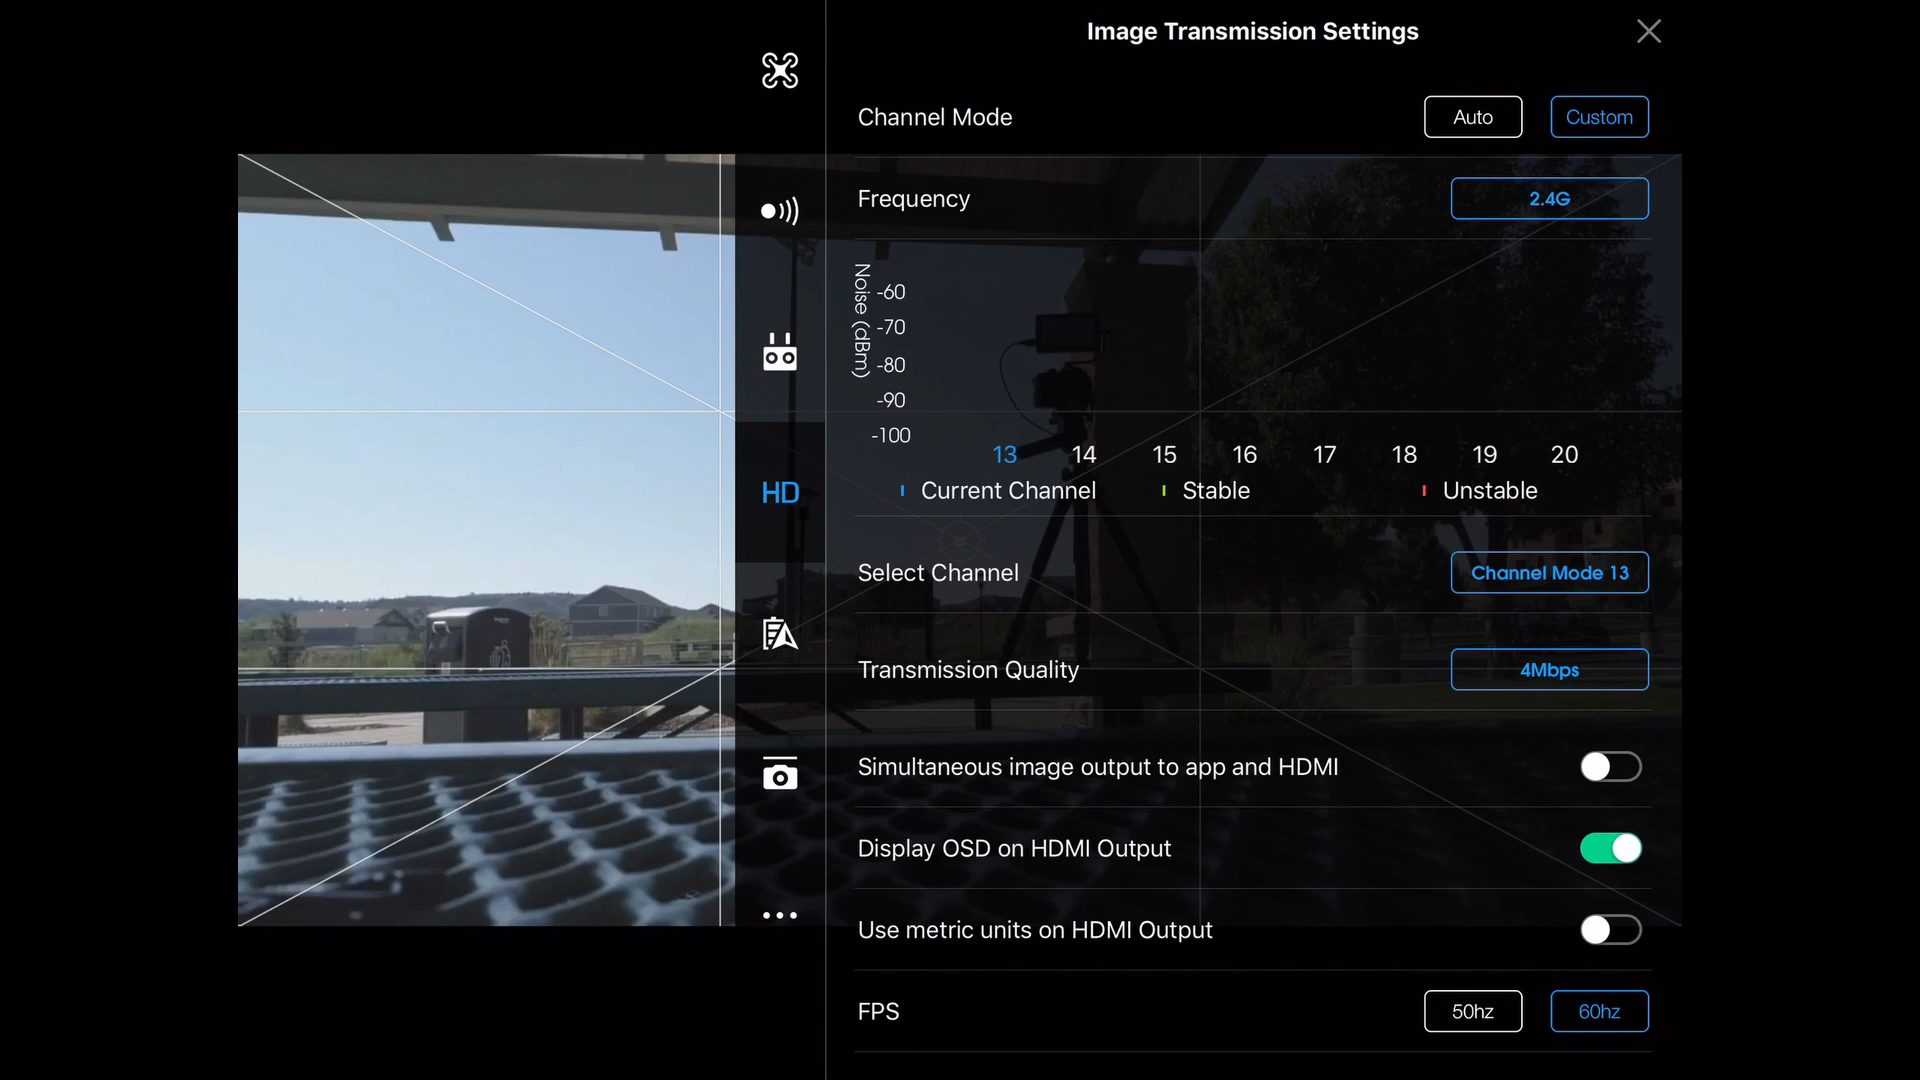 Image Transmission Settings
Channel Mode
Auto
Custom
Frequency
2.4G
Noise (dBm)
-60
-70
-80
-90
-100
13 14 15 16 17 18 19 20
Current Channel
Stable
Unstable
HD
Select Channel
Channel Mode 13
Transmission Quality
4Mbps
Simultaneous image output to app and HDMI
Display OSD on HDMI Output
Use metric units on HDMI Output
FPS
50hz
60hz